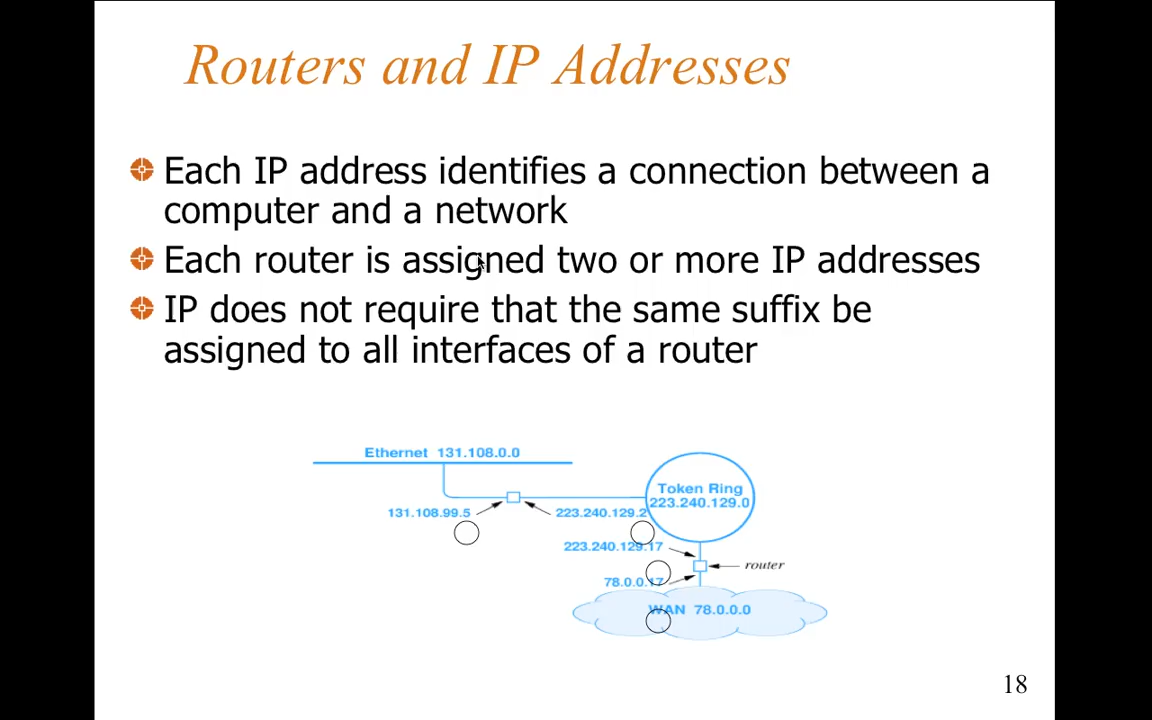 Routers and IP Addresses
Each IP address identifies a connection between a
computer and a network
Each router is assigned two or more IP addresses
IP does not require that the same suffix be
assigned to all interfaces of a router
Ethernet 131.108.0.0
Token Ring
223.240.129.0
131.108.99.5
223.240.129.2
223.240.129.17
router
78.0.0.17
WAN 78.0.0.0
18